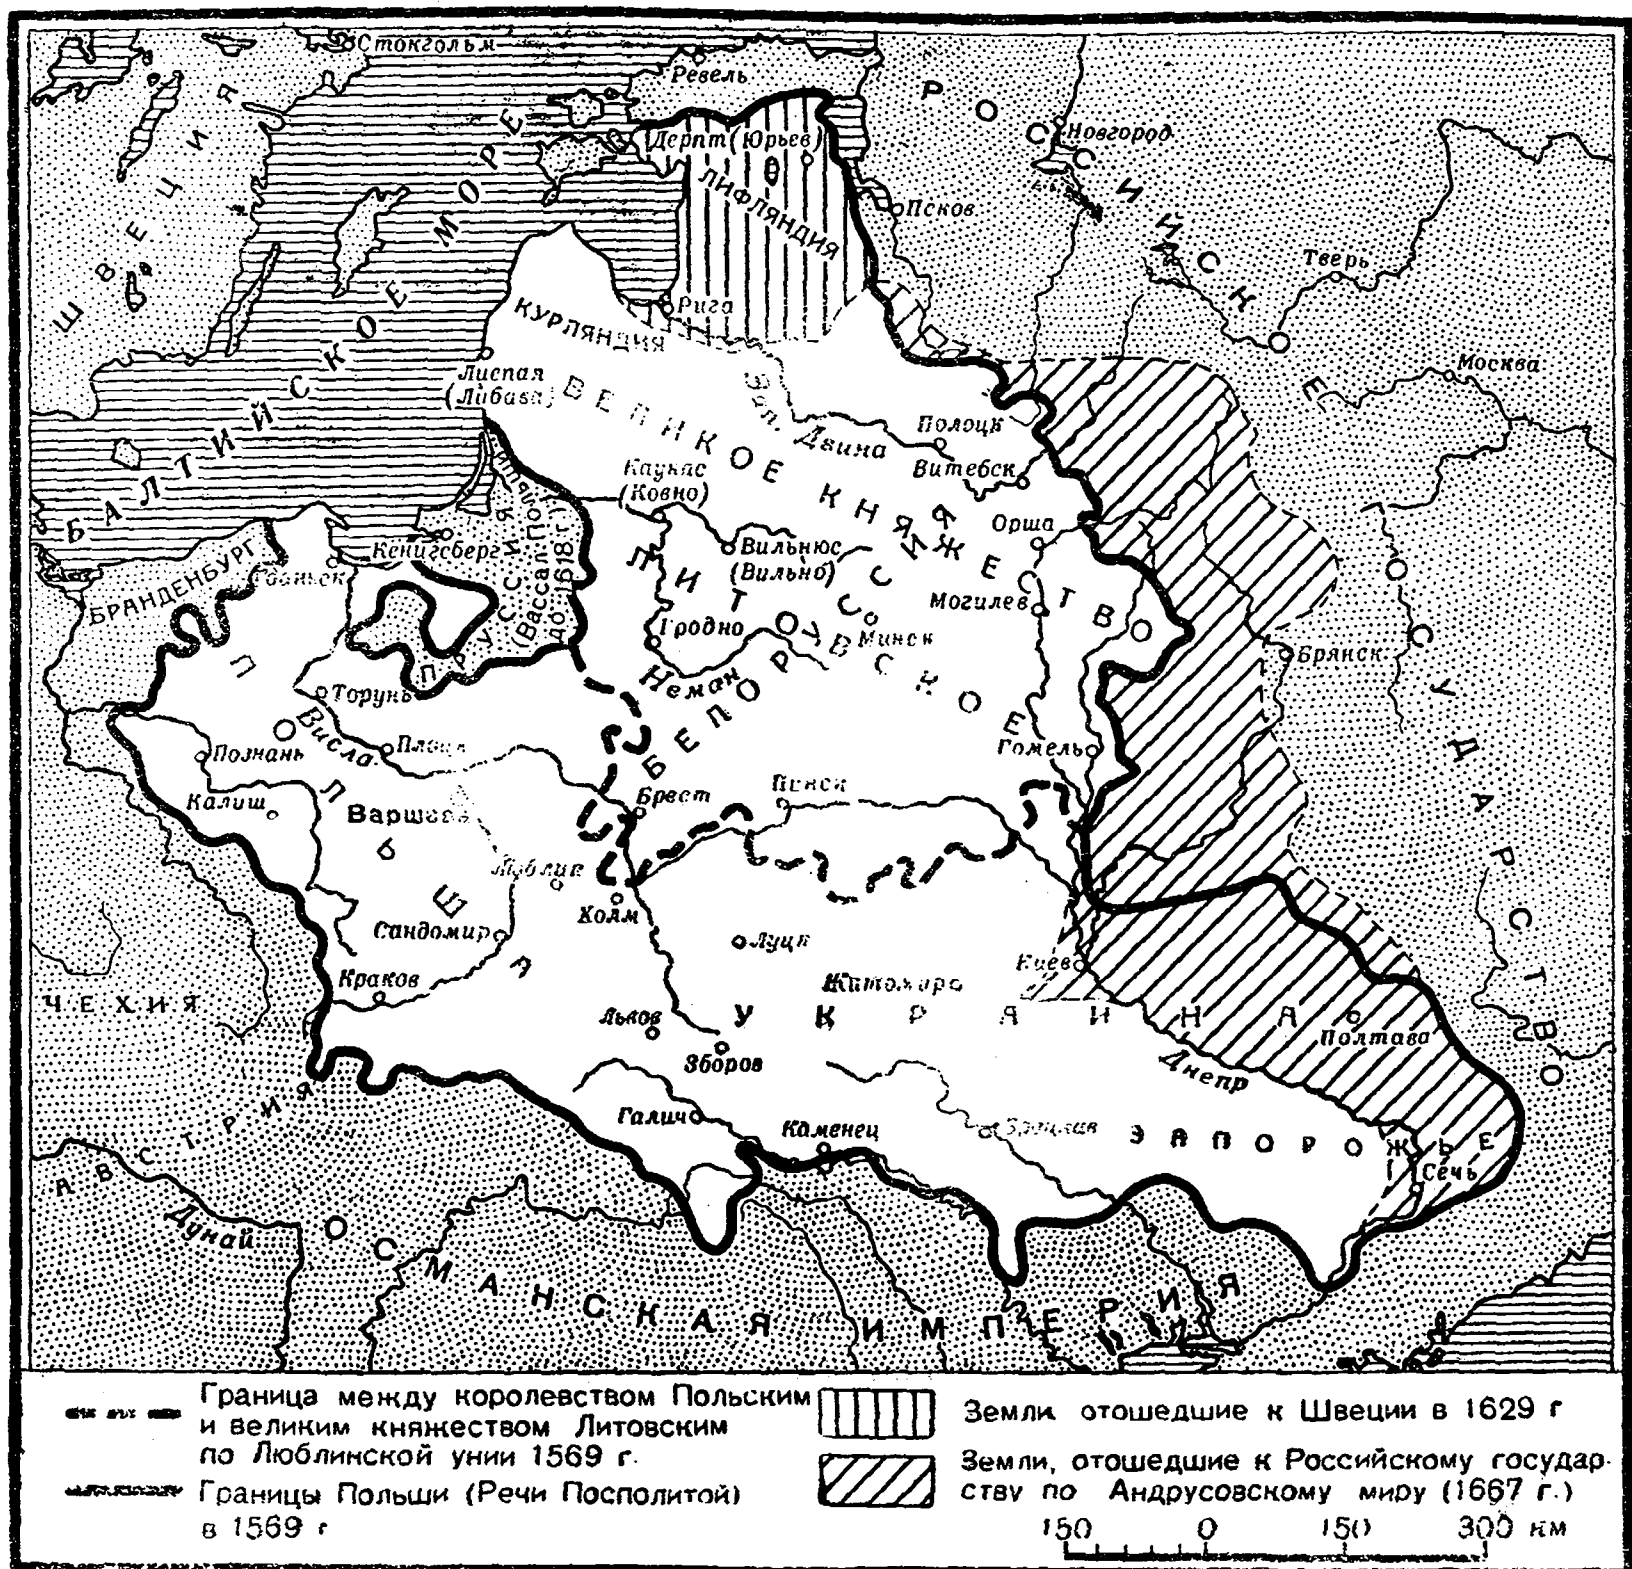 Стокгольм
Ревель
РОССИЙСКОЕ ГОСУДАРСТВО
ШВЕЦИЯ
БАЛТИЙСКОЕ МОРЕ
Новгород
Дерпт (Юрьев)
ЛИФЛЯНДИЯ
Псков
Тверь
Рига
КУРЛЯНДИЯ
Москва
Лиепая
(Либава)
ВЕЛИКОЕ КНЯЖЕСТВО
Зап. Двина
Полоцк
Витебск
Каунас
(Ковно)
Орша
Вильнюс
(Вильно)
ЛИТОВСКОЕ
Кенигсберг
БРАНДЕНБУРГ
ПРУССИЯ
до 1618 г.)
Могилев
Минск
Гродно
Неман
БЕЛОРУССИЯ
Брянск
Торунь
Висла
ПОЛЬША
Познань
Плоцк
Гомель
Калиш
Варшава
Брест
Пинск
Люблин
Холм
Сандомир
Луцк
Киев
Краков
Житомир
ЧЕХИЯ
Львов
УКРАИНА
Полтава
Зборов
Днепр
Галич
Каменец
Брацлав
ЗАПОРОЖЬЕ
Сечь
АВСТРИЯ
Дунай
ОСМАНСКАЯ ИМПЕРИЯ
Граница между королевством Польским
и великим княжеством Литовским
по Люблинской унии 1569 г.
Границы Польши (Речи Посполитой)
в 1569 г
Земли отошедшие к Швеции в 1629 г
Земли, отошедшие к Российскому государ-
ству по Андрусовскому миру (1667 г.)
150 0 150 300 км